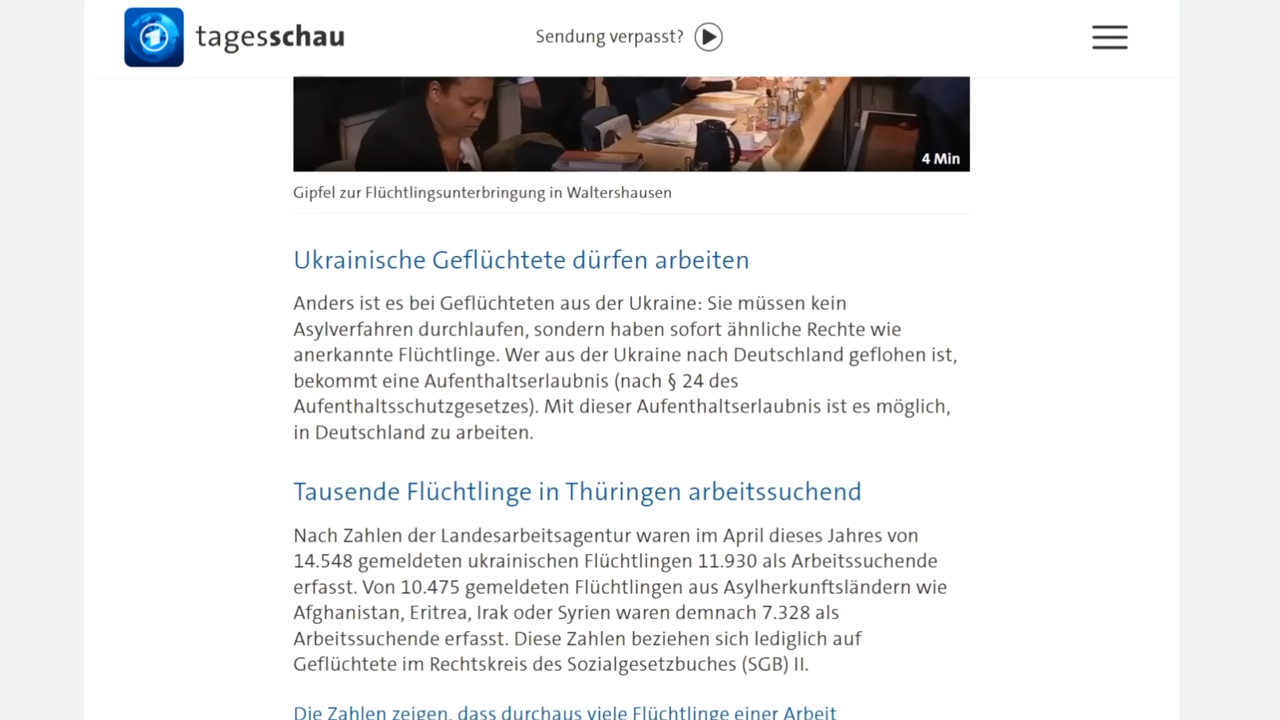 tagesschau
Sendung verpasst?
4 Min
Gipfel zur Flüchtlingsunterbringung in Waltershausen
Ukrainische Geflüchtete dürfen arbeiten
Anders ist es bei Geflüchteten aus der Ukraine: Sie müssen kein
Asylverfahren durchlaufen, sondern haben sofort ähnliche Rechte wie
anerkannte Flüchtlinge. Wer aus der Ukraine nach Deutschland geflohen ist,
bekommt eine Aufenthaltserlaubnis (nach § 24 des
Aufenthaltsschutzgesetzes). Mit dieser Aufenthaltserlaubnis ist es möglich,
in Deutschland zu arbeiten.
Tausende Flüchtlinge in Thüringen arbeitssuchend
Nach Zahlen der Landesarbeitsagentur waren im April dieses Jahres von
14.548 gemeldeten ukrainischen Flüchtlingen 11.930 als Arbeitssuchende
erfasst. Von 10.475 gemeldeten Flüchtlingen aus Asylherkunftsländern wie
Afghanistan, Eritrea, Irak oder Syrien waren demnach 7.328 als
Arbeitssuchende erfasst. Diese Zahlen beziehen sich lediglich auf
Geflüchtete im Rechtskreis des Sozialgesetzbuches (SGB) II.
Die Zahlen zeigen, dass durchaus viele Flüchtlinge einer Arbeit